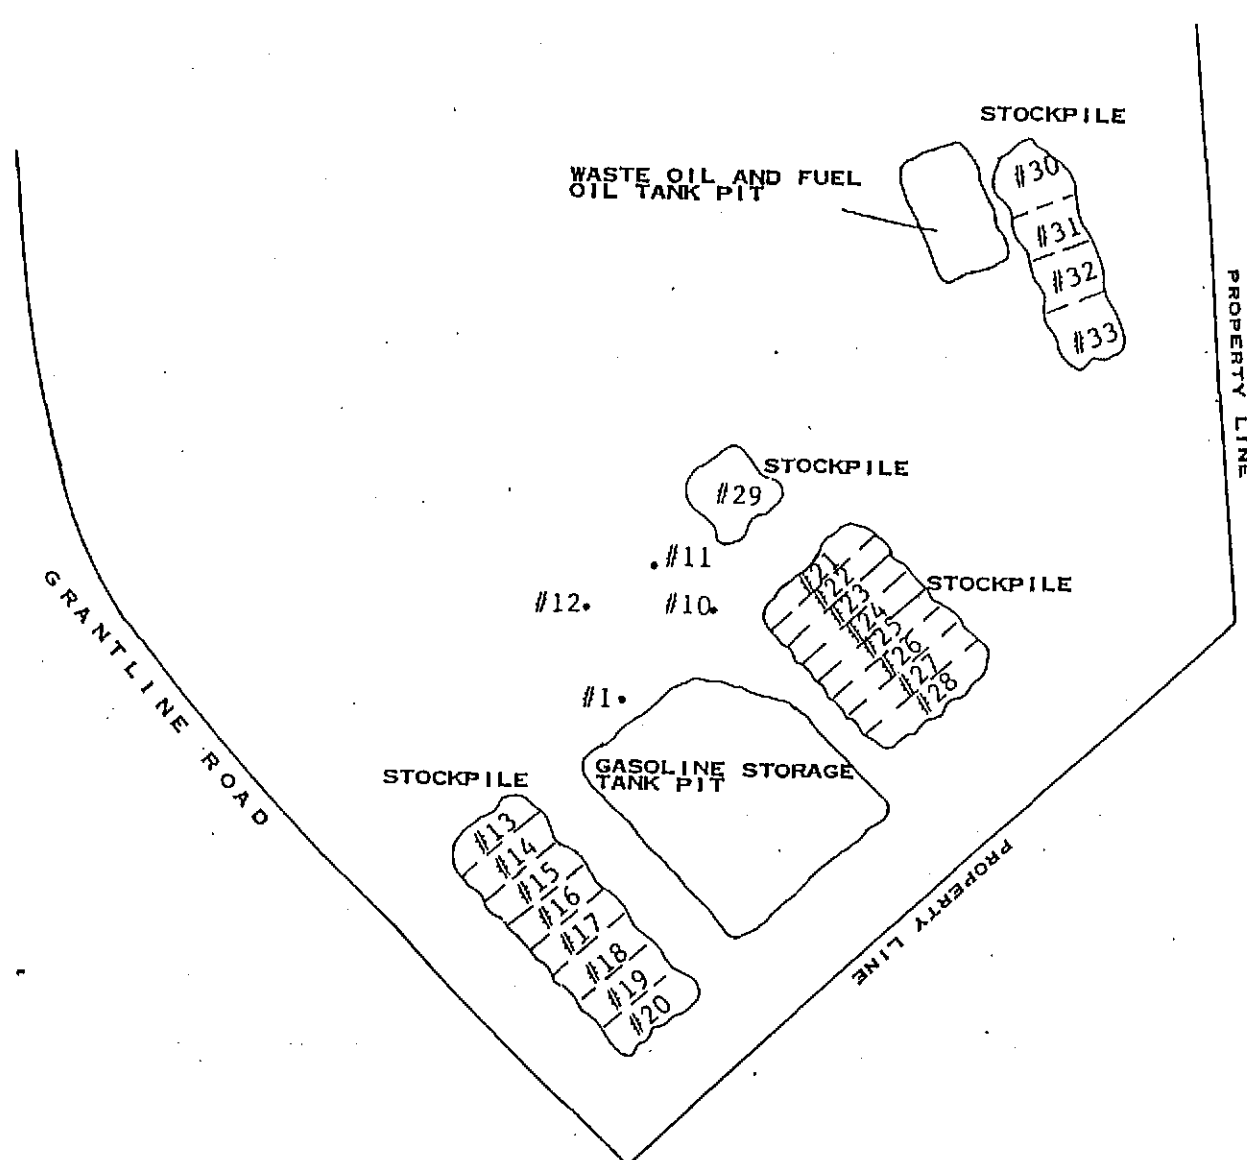 STOCKPILE
#30
WASTE OIL AND FUEL
OIL TANK PIT
#31
#32
#33
PROPERTY LINE
STOCKPILE
#29
#11
#12
#10
STOCKPILE
#21
#22
#23
#24
#25
#26
#27
#28
#1
GRANTLINE ROAD
GASOLINE STORAGE
TANK PIT
STOCKPILE
#13
#14
#15
#16
#17
#18
#19
#20
PROPERTY LINE